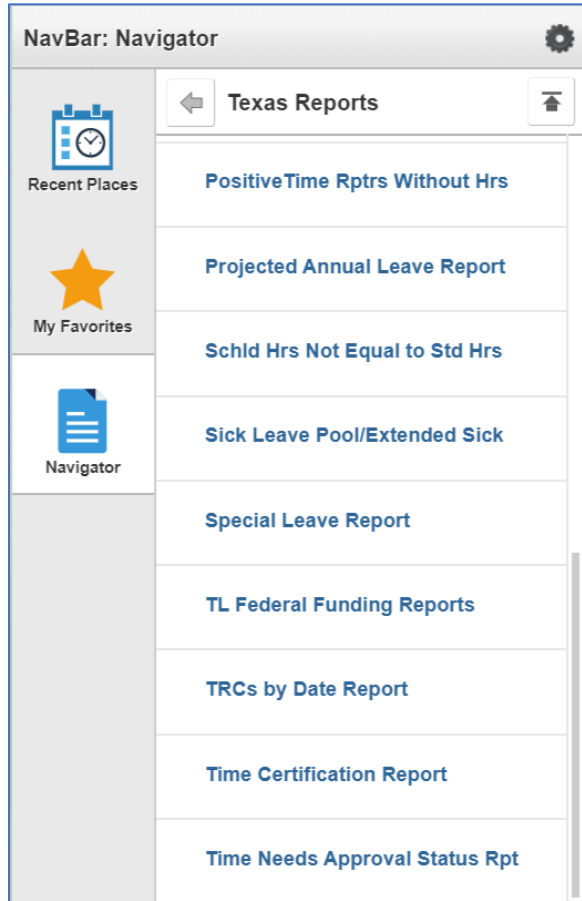 NavBar: Navigator
Recent Places
My Favorites
Navigator
Texas Reports
PositiveTime Rptrs Without Hrs
Projected Annual Leave Report
Schld Hrs Not Equal to Std Hrs
Sick Leave Pool/Extended Sick
Special Leave Report
TL Federal Funding Reports
TRCs by Date Report
Time Certification Report
Time Needs Approval Status Rpt